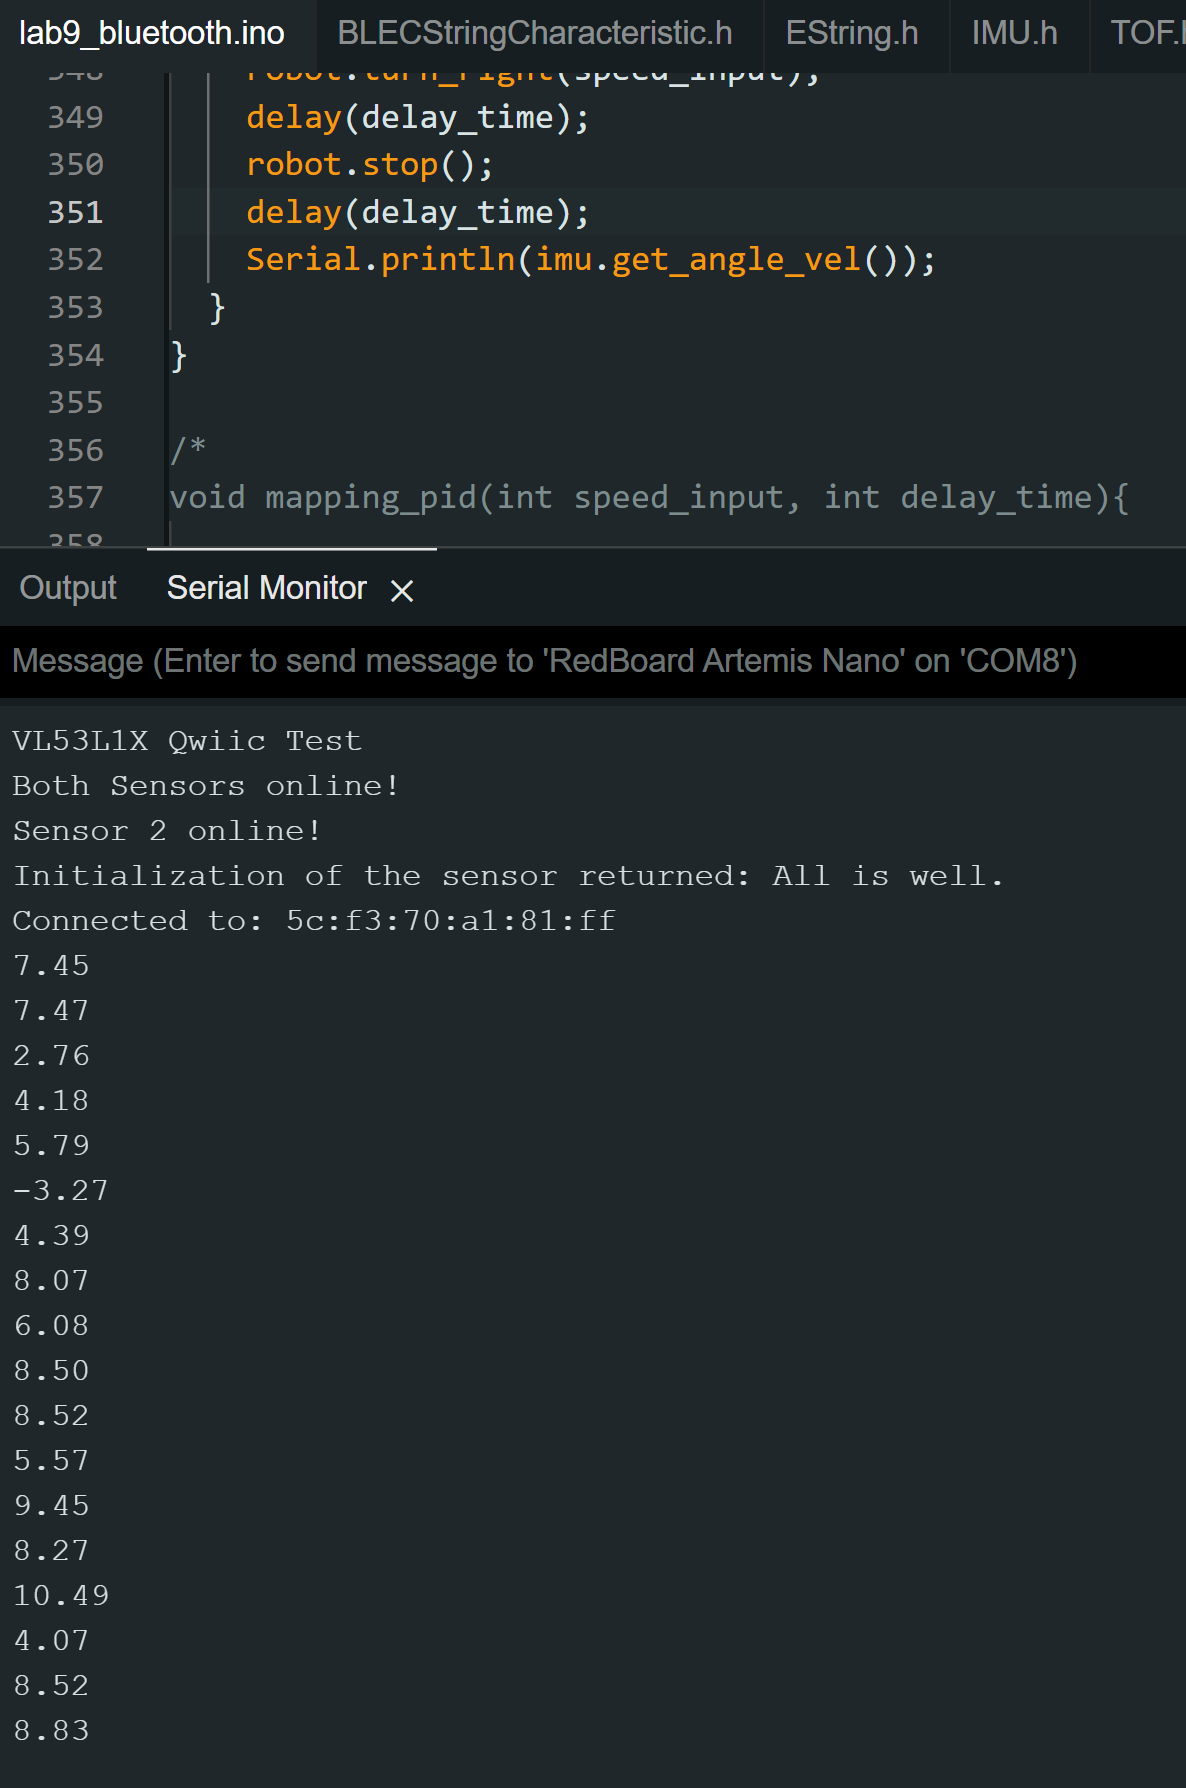 lab9_bluetooth.ino BLECStringCharacteristic.h EString.h IMU.h TOF.
348 robot.turn_right(speed_input);
349 delay(delay_time);
350 robot.stop();
351 delay(delay_time);
352 Serial.println(imu.get_angle_vel());
353 }
354 }
355
356 /*
357 void mapping_pid(int speed_input, int delay_time){
358
Output Serial Monitor
Message (Enter to send message to 'RedBoard Artemis Nano' on 'COM8')
VL53L1X Qwiic Test
Both Sensors online!
Sensor 2 online!
Initialization of the sensor returned: All is well.
Connected to: 5c:f3:70:a1:81:ff
7.45
7.47
2.76
4.18
5.79
-3.27
4.39
8.07
6.08
8.50
8.52
5.57
9.45
8.27
10.49
4.07
8.52
8.83